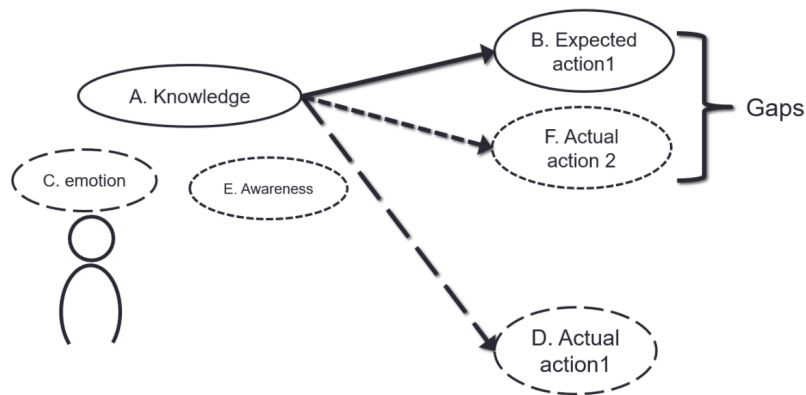 B. Expected
action1
A. Knowledge
Gaps
F. Actual
action 2
C. emotion
E. Awareness
D. Actual
action1